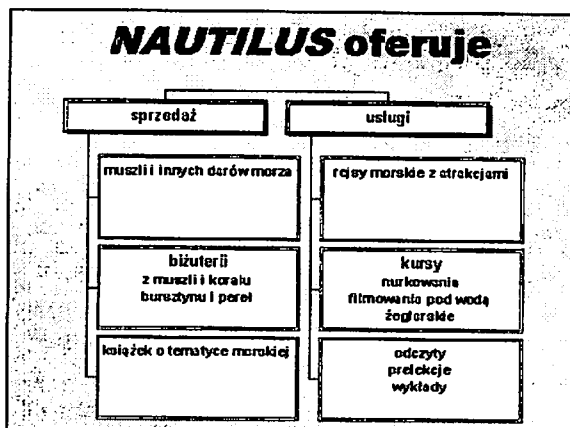 NAUTILUS oferuje
sprzedaż
muszli i innych darów morza
biżuterii
z muszli i koralu
bursztynu i pereł
książek o tematyce morskiej
usługi
rejsy morskie z atrakcjami
kursy
nurkowania
filmowania pod wodą
żeglarskie
odczyty
prelekcje
wykłady